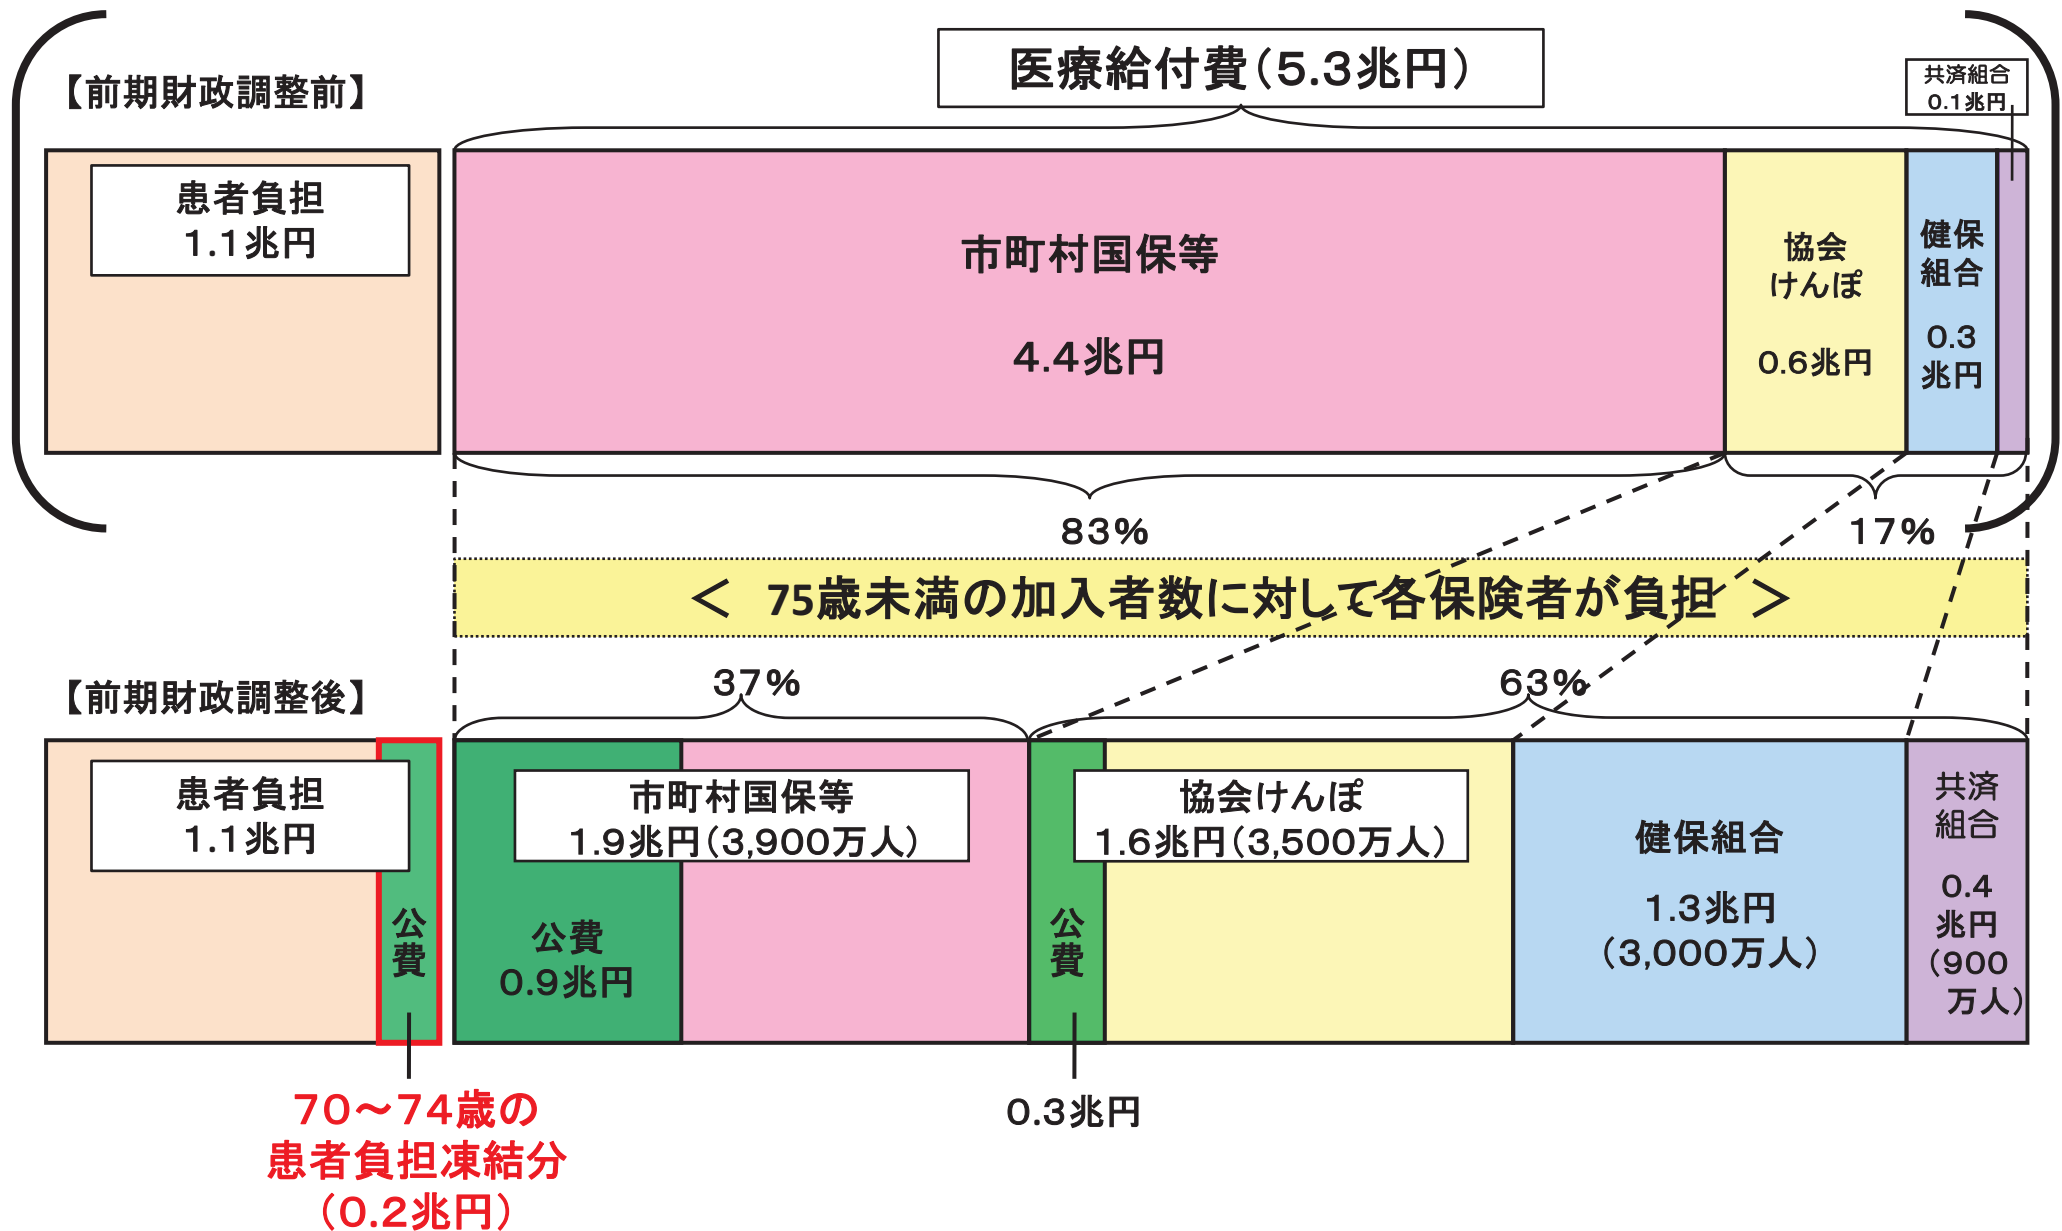 医療給付費（5.3兆円）
共済組合
0.1兆円
【前期財政調整前】
患者負担
1.1兆円
市町村国保等
4.4兆円
協会
けんぽ
0.6兆円
健保
組合
0.3
兆円
83%
17%
＜ 75歳未満の加入者数に対して各保険者が負担 ＞
37%
63%
【前期財政調整後】
患者負担
1.1兆円
公
費
市町村国保等
1.9兆円（3,900万人）
公費
0.9兆円
公
費
協会けんぽ
1.6兆円（3,500万人）
健保組合
1.3兆円
（3,000万人）
共済
組合
0.4
兆円
（900
万人）
70～74歳の
患者負担凍結分
（0.2兆円）
0.3兆円